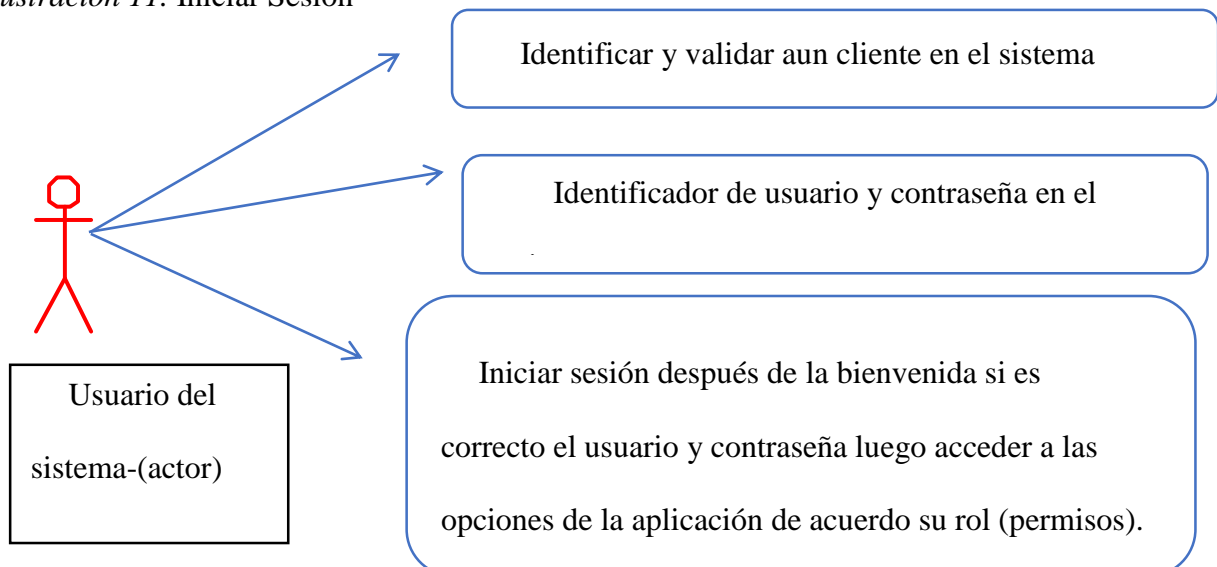 Iniciar Sesión
Identificar y validar aun cliente en el sistema
Identificador de usuario y contraseña en el
Iniciar sesión después de la bienvenida si es
correcto el usuario y contraseña luego acceder a las
opciones de la aplicación de acuerdo su rol (permisos).
Usuario del
sistema-(actor)